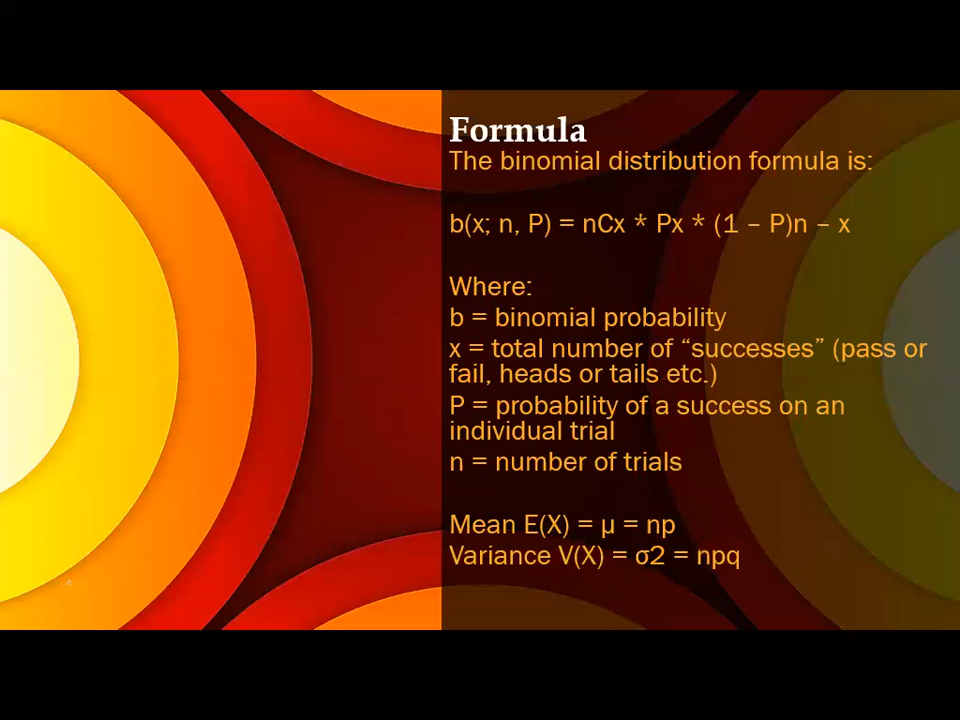 Formula
The binomial distribution formula is:
b(x; n, P) = nCx * Px * (1 – P)n – x
Where:
b = binomial probability
x = total number of “successes” (pass or
fail, heads or tails etc.)
P = probability of a success on an
individual trial
n = number of trials
Mean E(X) = μ = np
Variance V(X) = σ2 = npq